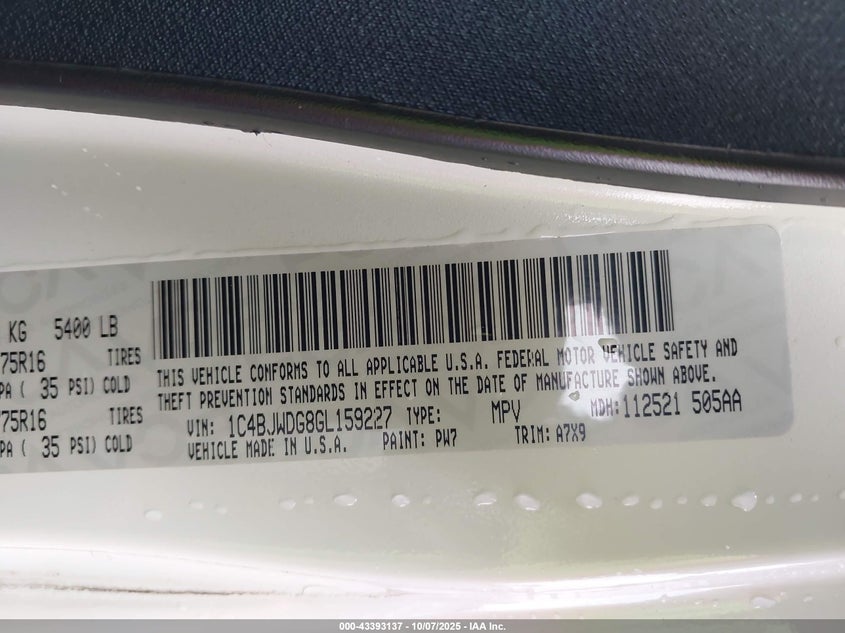 KG 5400 LB
75R16 TIRES
PA ( 35 PSI) COLD
75R16 TIRES
PA ( 35 PSI) COLD
THIS VEHICLE CONFORMS TO ALL APPLICABLE U.S.A. FEDERAL MOTOR VEHICLE SAFETY AND
THEFT PREVENTION STANDARDS IN EFFECT ON THE DATE OF MANUFACTURE SHOWN ABOVE.
VIN: 1C4BJWDG8GL159227 TYPE: MPV MDH: 112521 505AA
VEHICLE MADE IN U.S.A. PAINT: PW7 TRIM: A7X9
000-43393137 - 10/07/2025 - IAA Inc.